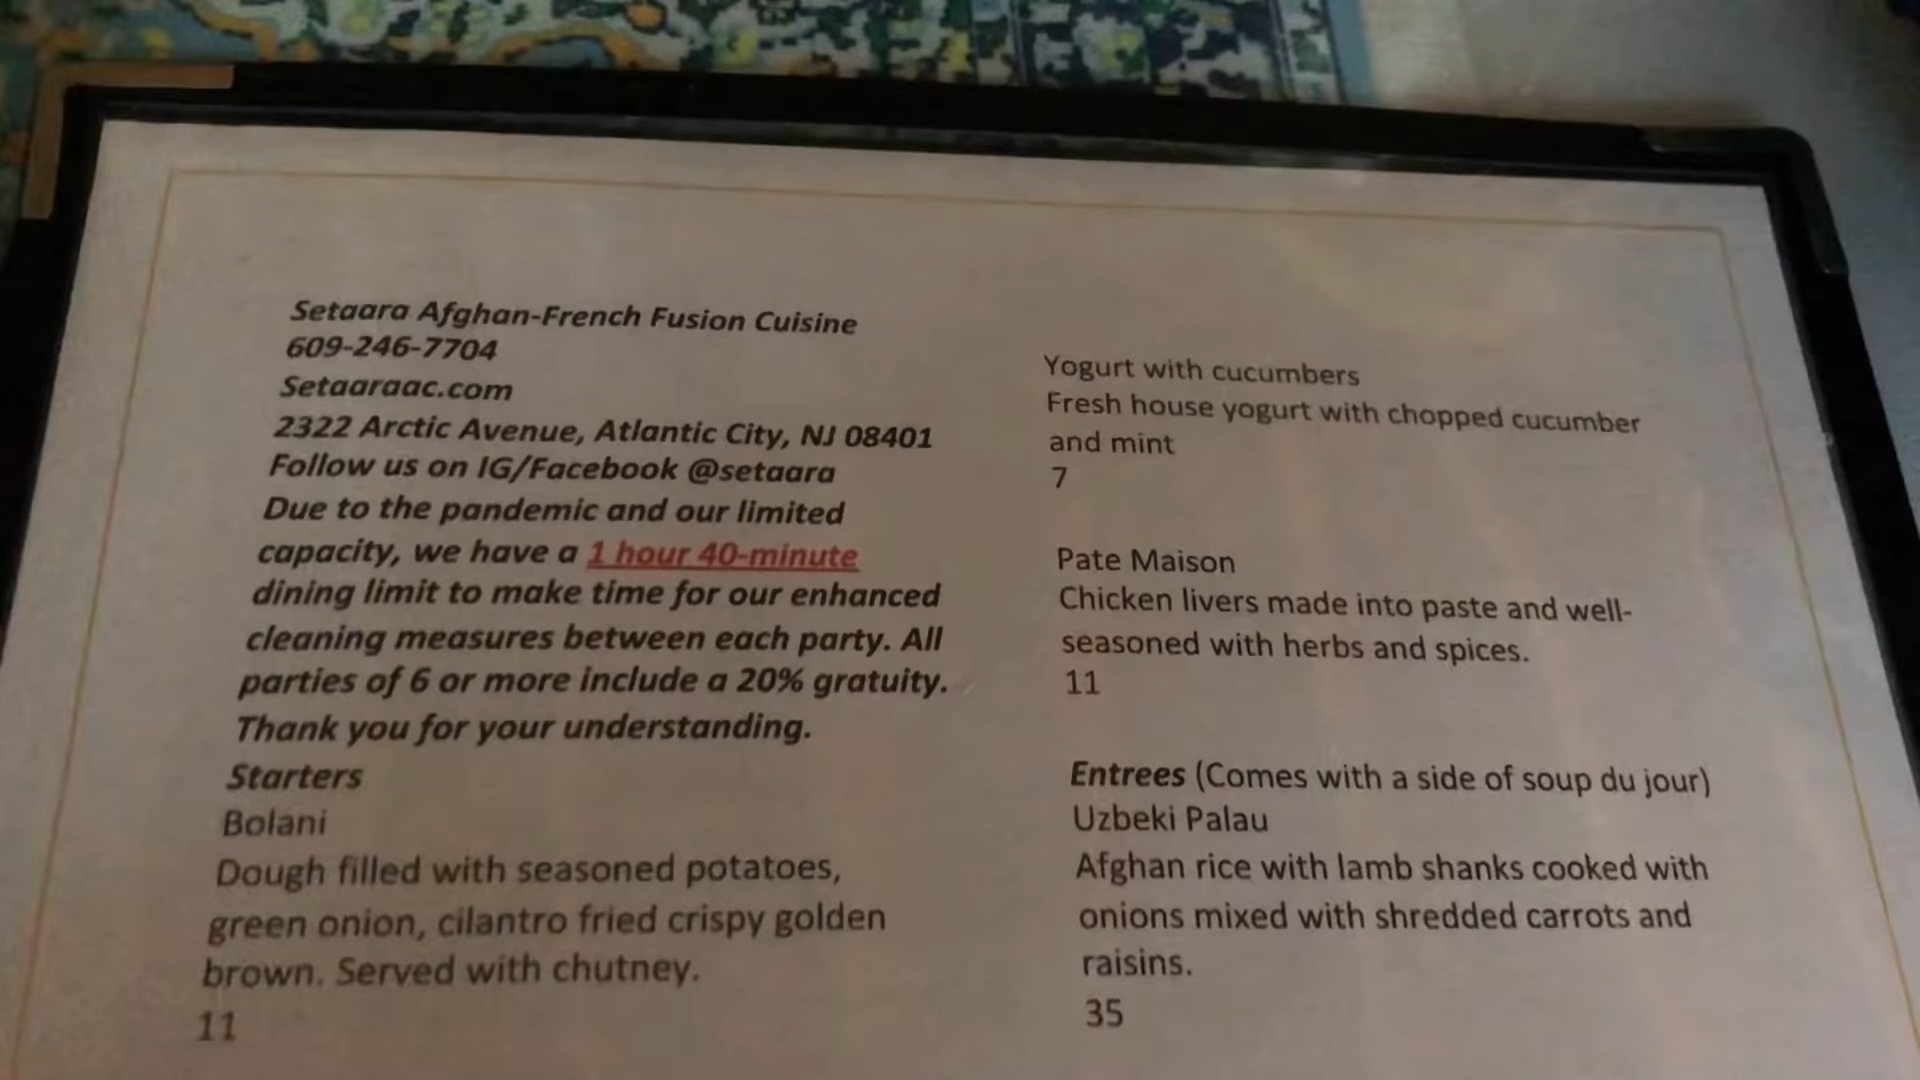 Setaara Afghan-French Fusion Cuisine
609-246-7704
Setaaraac.com
2322 Arctic Avenue, Atlantic City, NJ 08401
Follow us on IG/Facebook @setaara
Due to the pandemic and our limited
capacity, we have a 1 hour 40-minute
dining limit to make time for our enhanced
cleaning measures between each party. All
parties of 6 or more include a 20% gratuity.
Thank you for your understanding.
Starters
Bolani
Dough filled with seasoned potatoes,
green onion, cilantro fried crispy golden
brown. Served with chutney.
11
Yogurt with cucumbers
Fresh house yogurt with chopped cucumber
and mint
7
Pate Maison
Chicken livers made into paste and well-
seasoned with herbs and spices.
11
Entrees (Comes with a side of soup du jour)
Uzbeki Palau
Afghan rice with lamb shanks cooked with
onions mixed with shredded carrots and
raisins.
35